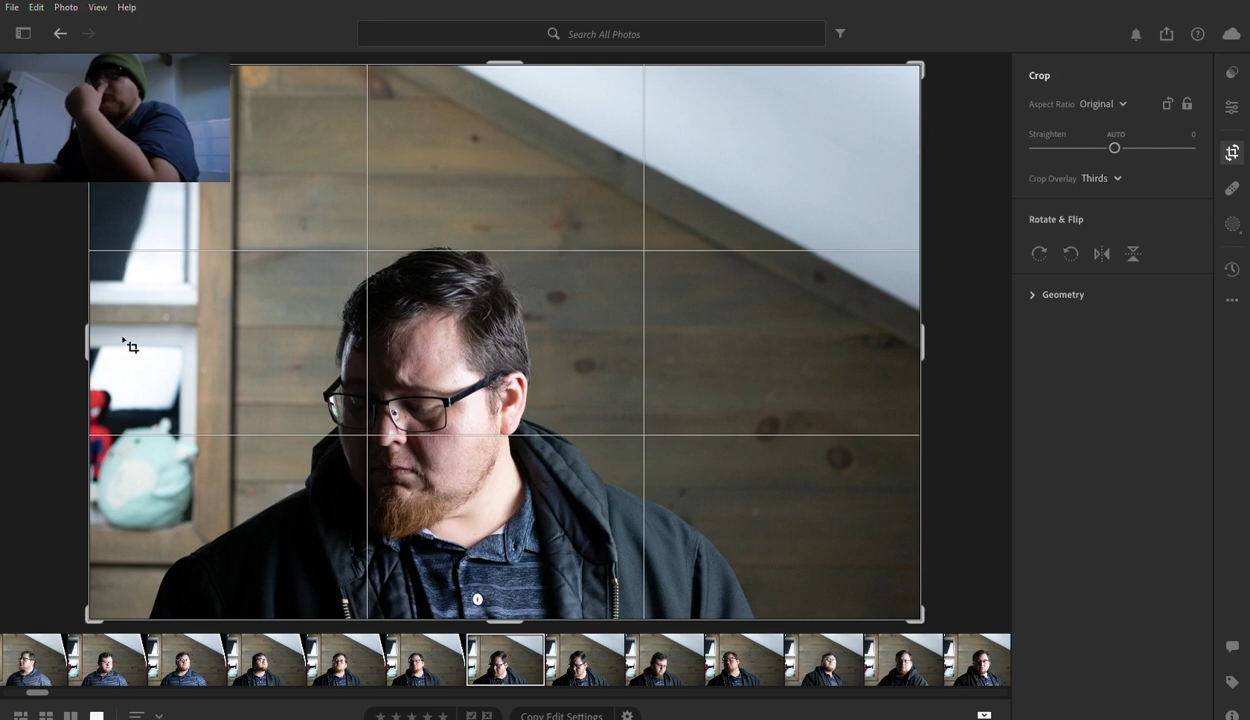 File Edit Photo View Help
Search All Photos
Crop
Aspect Ratio Original
Straighten AUTO 0
Crop Overlay Thirds
Rotate & Flip
Geometry
Copy Edit Settings